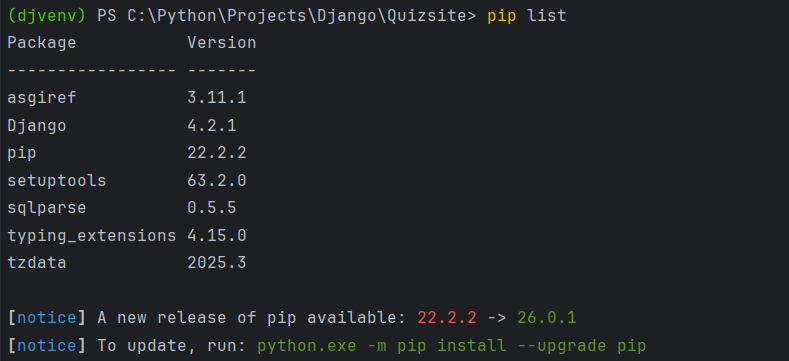 (djvenv) PS C:\Python\Projects\Django\Quizsite> pip list
Package           Version
----------------- -------
asgiref           3.11.1
Django            4.2.1
pip               22.2.2
setuptools        63.2.0
sqlparse          0.5.5
typing_extensions 4.15.0
tzdata            2025.3
[notice] A new release of pip available: 22.2.2 -> 26.0.1
[notice] To update, run: python.exe -m pip install --upgrade pip